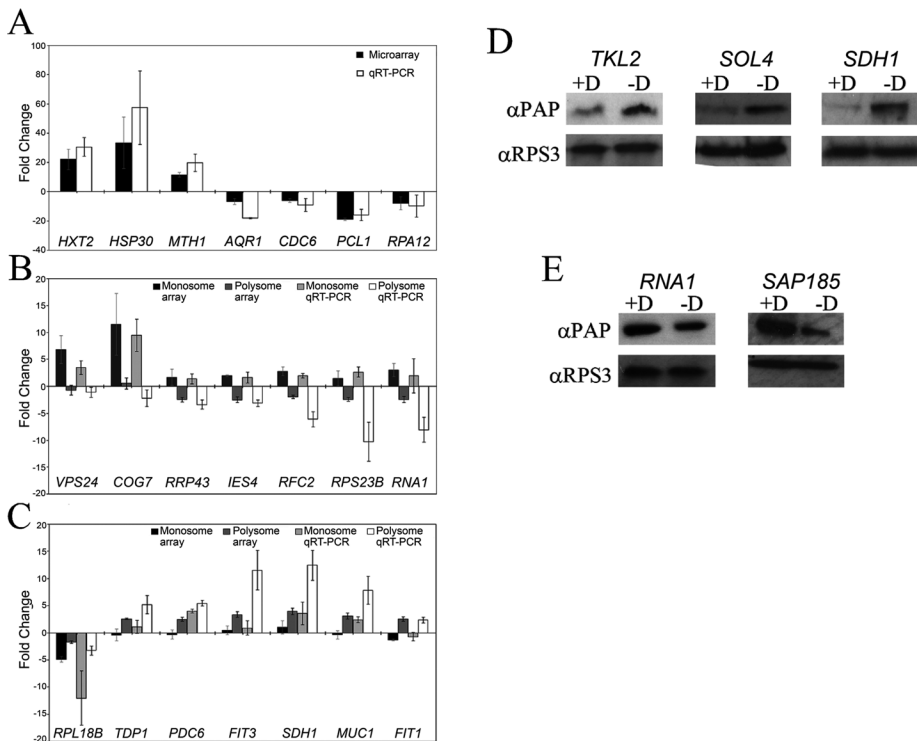 A
100
80
60
40
20
0
-20
-40
Fold Change
Microarray
qRT-PCR
HXT2 HSP30 MTH1 AQR1 CDC6 PCL1 RPA12
B
20
15
10
5
0
-5
-10
-15
-20
Fold Change
Monosome array
Polysome array
Monosome qRT-PCR
Polysome qRT-PCR
VPS24 COG7 RRP43 IES4 RFC2 RPS23B RNA1
C
20
15
10
5
0
-5
-10
-15
-20
Fold Change
Monosome array
Polysome array
Monosome qRT-PCR
Polysome qRT-PCR
RPL18B TDP1 PDC6 FIT3 SDH1 MUC1 FIT1
D
TKL2 SOL4 SDH1
+D -D +D -D +D -D
αPAP
αRPS3
E
RNA1 SAP185
+D -D +D -D
αPAP
αRPS3